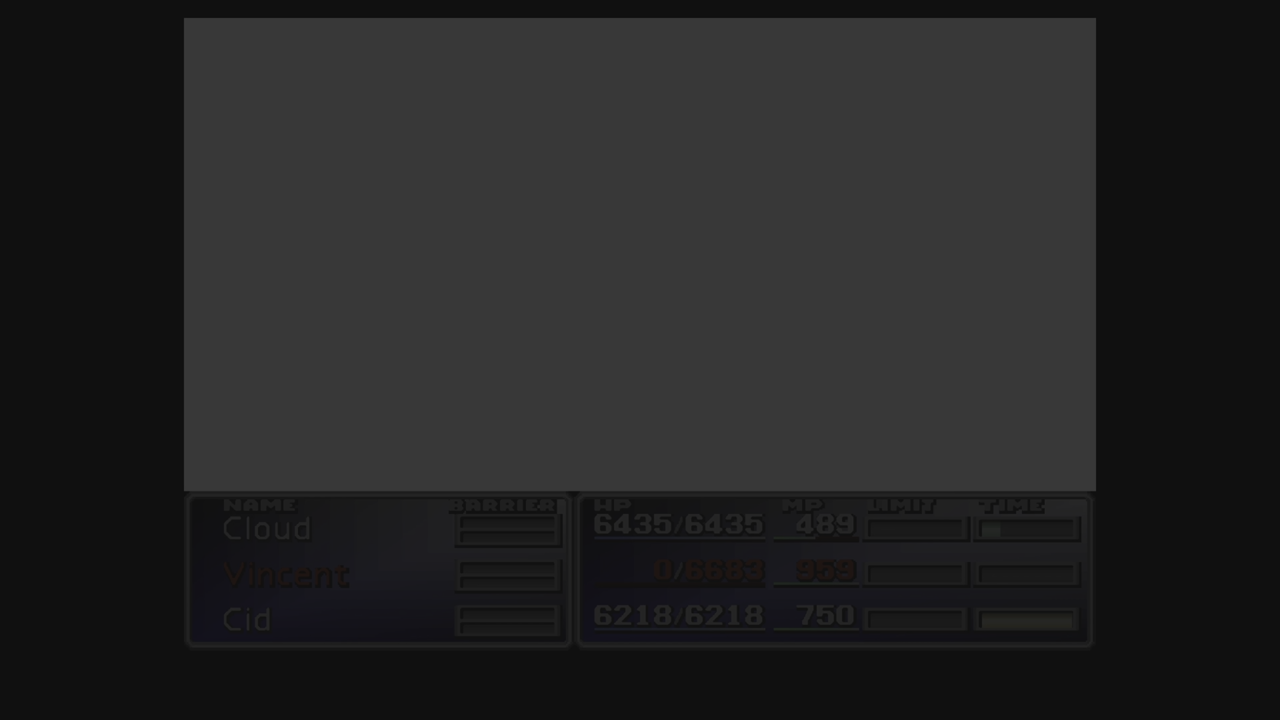 NAME BARRIER HP MP LIMIT TIME
Cloud 6435/6435 489
Vincent 0/6683 959
Cid 6218/6218 750